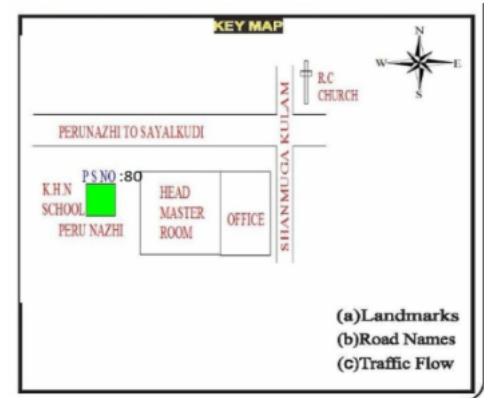 KEY MAP
N
W
E
S
R.C
CHURCH
SHANMUGA KULAM
PERUNAZHI TO SAYALKUDI
P S NO :80
K.H.N
SCHOOL
PERU NAZHI
HEAD
MASTER
ROOM
OFFICE
(a)Landmarks
(b)Road Names
(c)Traffic Flow